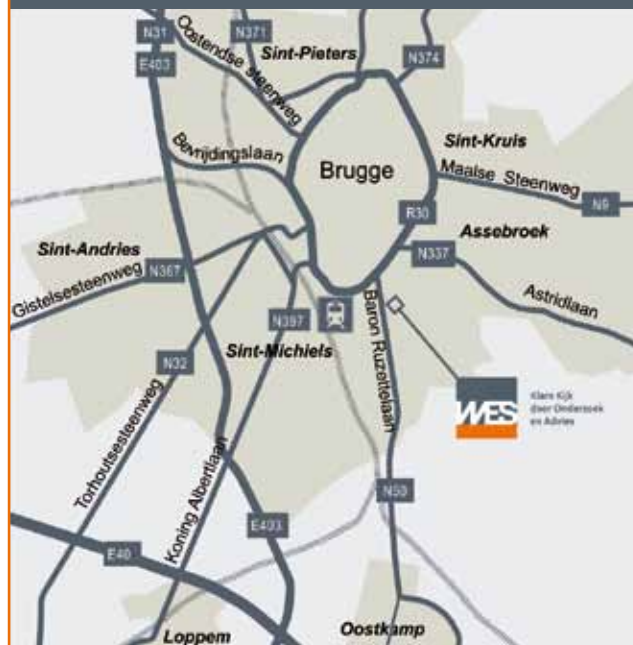 N31
N371
Sint-Pieters
N374
E403
Oostendse steenweg
Sint-Kruis
Bevrijdingslaan
Brugge
Maalse Steenweg
N9
R30
Assebroek
Sint-Andries
N337
N367
Gistelsesteenweg
Astridlaan
N397
Baron Ruzettelaan
Sint-Michiels
N32
WES
Klare Kijk
door Onderzoek
en Advies
Torhoutsesteenweg
Koning Albertlaan
N50
E403
E40
Loppem
Oostkamp